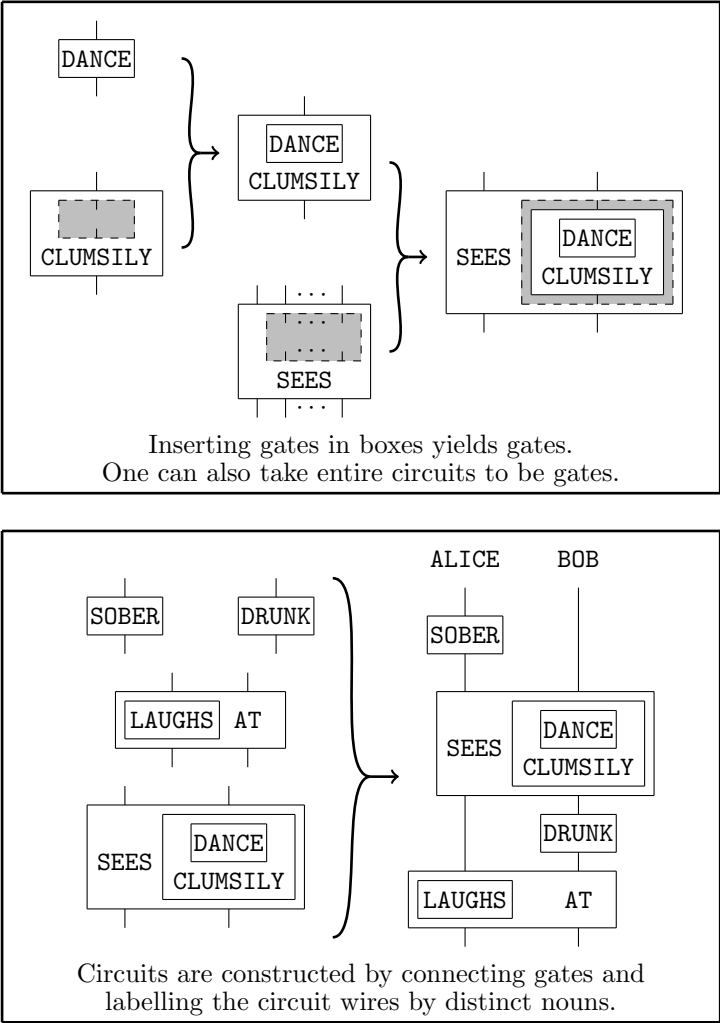 DANCE
CLUMSILY
DANCE
CLUMSILY
...
...
...
SEES
...
SEES
DANCE
CLUMSILY
Inserting gates in boxes yields gates.
One can also take entire circuits to be gates.
SOBER
DRUNK
LAUGHS AT
SEES
DANCE
CLUMSILY
ALICE BOB
SOBER
SEES
DANCE
CLUMSILY
DRUNK
LAUGHS AT
Circuits are constructed by connecting gates and
labelling the circuit wires by distinct nouns.